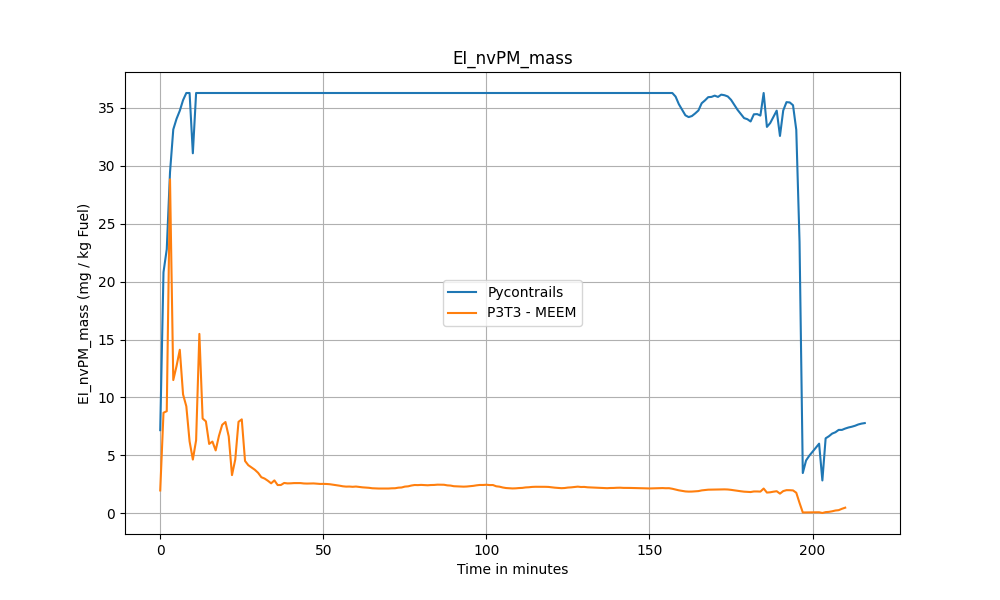 EI_nvPM_mass
EI_nvPM_mass (mg / kg Fuel)
35
30
25
20
15
10
5
0
Pycontrails
P3T3 - MEEM
0 50 100 150 200
Time in minutes